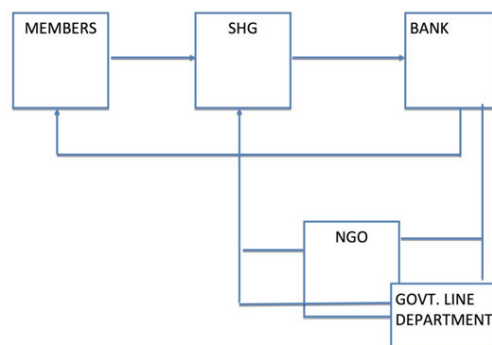 MEMBERS
SHG
BANK
NGO
GOVT. LINE
DEPARTMENT